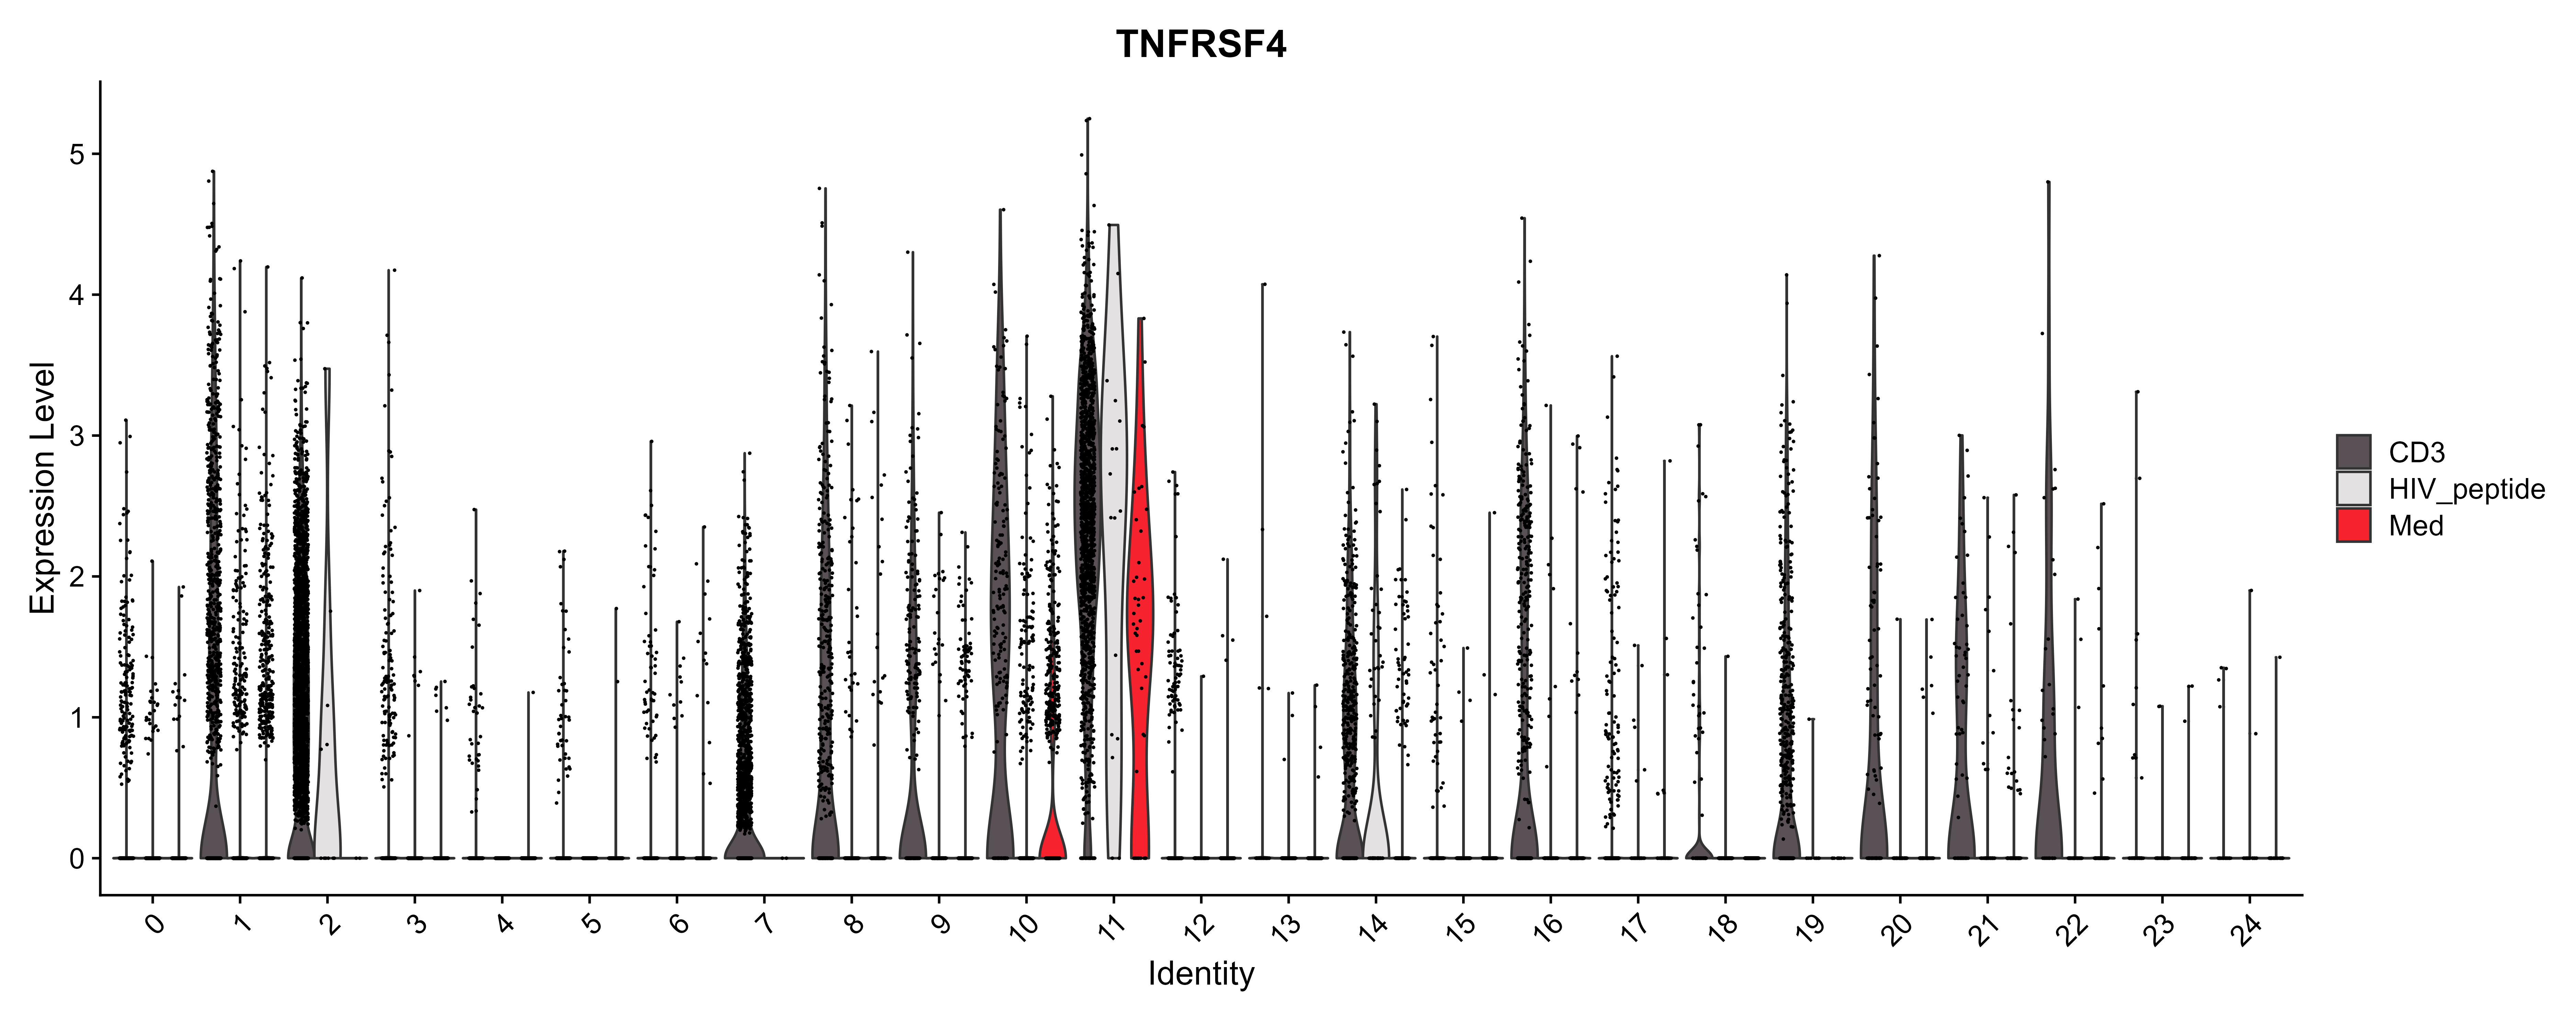 TNFRSF4
Expression Level
5
4
3
2
1
0
0 1 2 3 4 5 6 7 8 9 10 11 12 13 14 15 16 17 18 19 20 21 22 23 24
Identity
CD3
HIV_peptide
Med